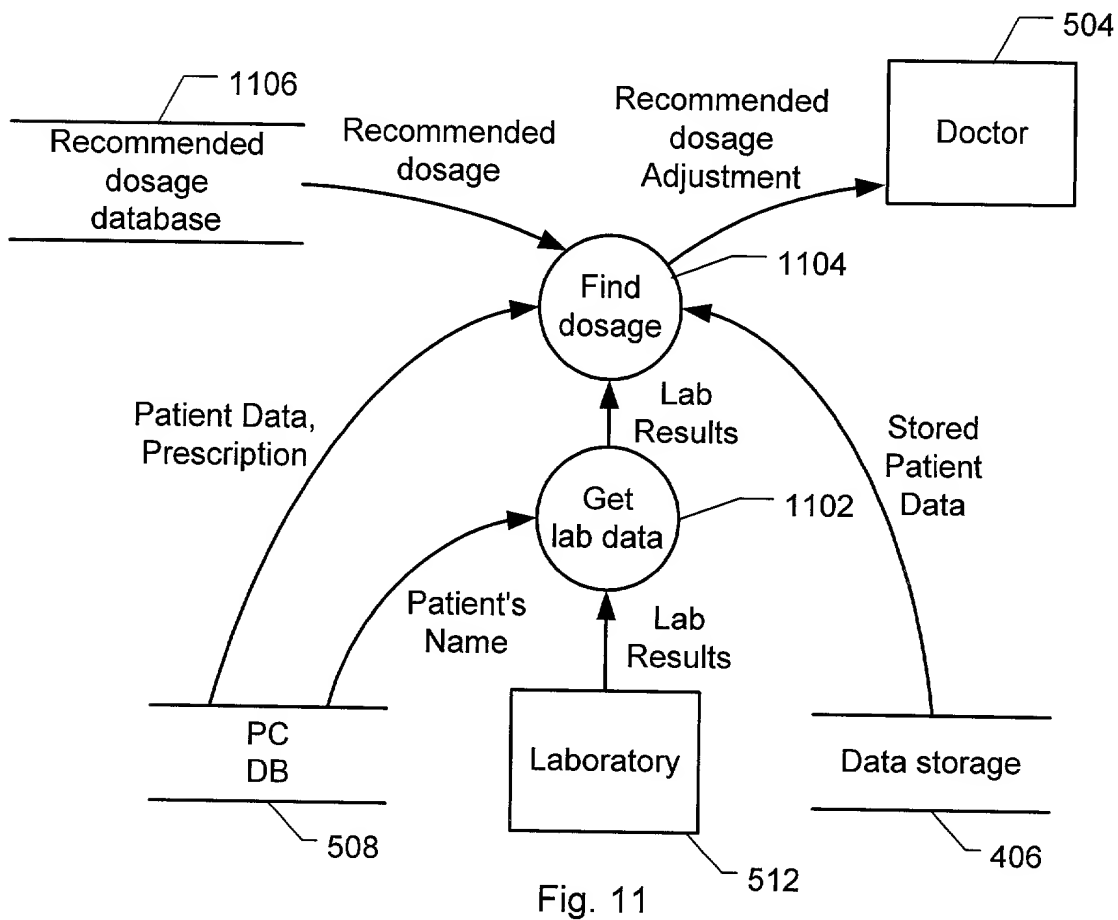 504
1106
Recommended
dosage
database
Recommended
dosage
Recommended
dosage
Adjustment
Doctor
1104
Find
dosage
Patient Data,
Prescription
Lab
Results
Stored
Patient
Data
Get
lab data
1102
Patient's
Name
Lab
Results
PC
DB
Laboratory
Data storage
508
512
406
Fig. 11